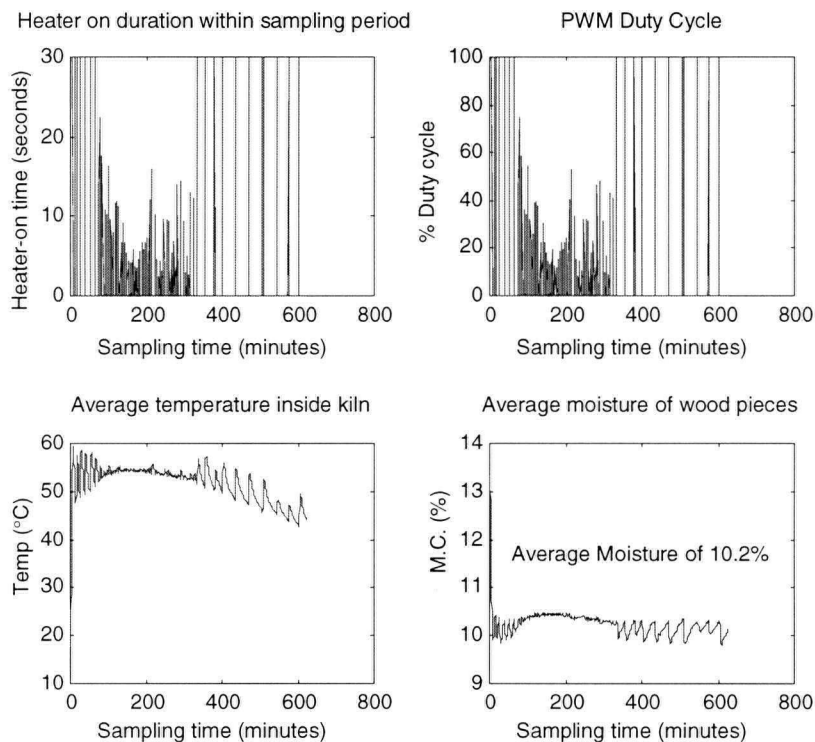 Heater on duration within sampling period
30
20
10
0
Heater-on time (seconds)
0 200 400 600 800
Sampling time (minutes)
PWM Duty Cycle
100
80
60
40
20
0
% Duty cycle
0 200 400 600 800
Sampling time (minutes)
Average temperature inside kiln
60
50
40
30
20
10
Temp (°C)
0 200 400 600 800
Sampling time (minutes)
Average moisture of wood pieces
14
13
12
11
10
9
M.C. (%)
Average Moisture of 10.2%
0 200 400 600 800
Sampling time (minutes)